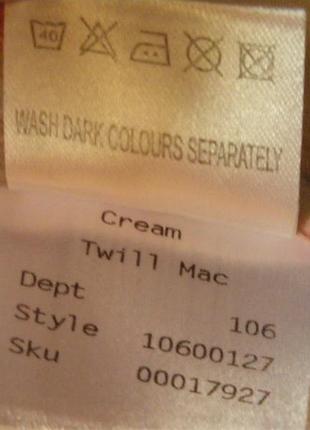 40
WASH DARK COLOURS SEPARATELY
Cream
Twill Mac
Dept 106
Style 10600127
Sku 00017927